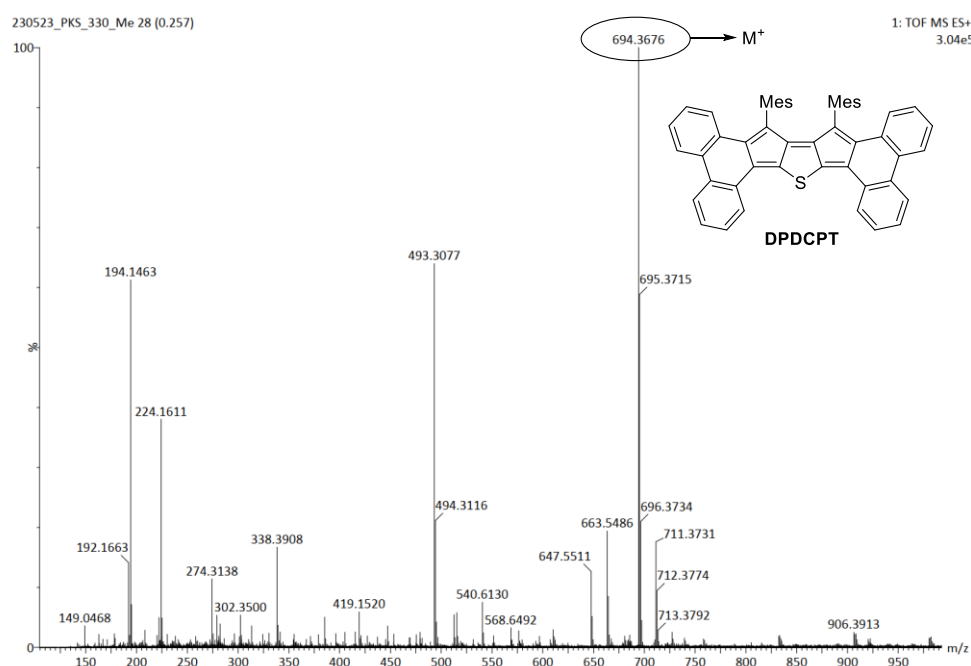 230523_PKS_330_Me 28 (0.257)
1: TOF MS ES+
3.04e5
100
%
0
694.3676
M+
Mes Mes
S
DPDCPT
194.1463
493.3077
695.3715
224.1611
494.3116
696.3734
663.5486
711.3731
192.1663
338.3908
647.5511
274.3138
712.3774
540.6130
302.3500
419.1520
149.0468
568.6492
713.3792
906.3913
150 200 250 300 350 400 450 500 550 600 650 700 750 800 850 900 950
m/z